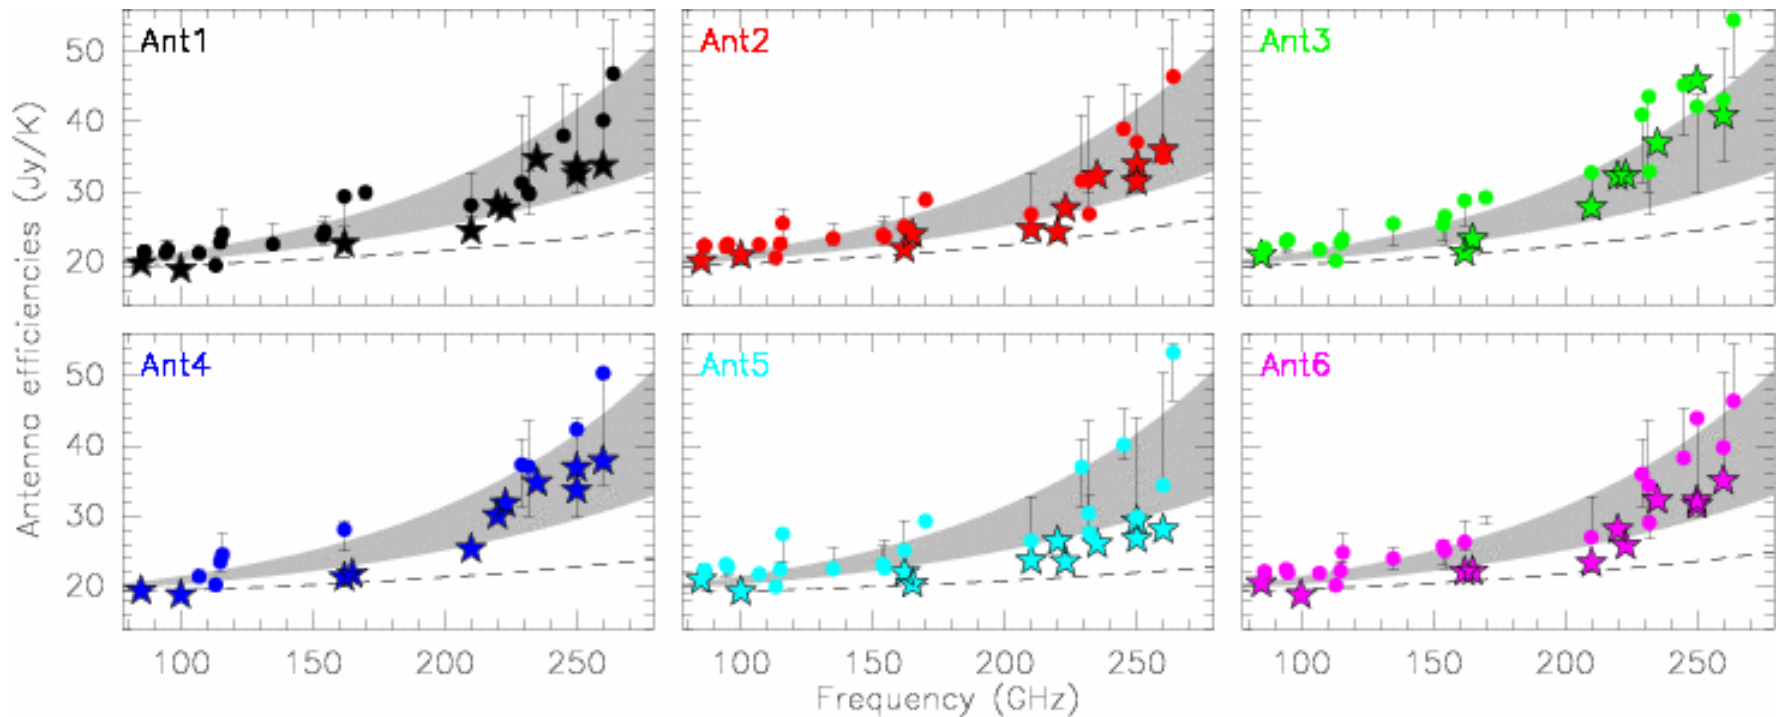 Ant1 Ant2 Ant3
50
40
30
20
Ant4 Ant5 Ant6
50
40
30
20
100 150 200 250 100 150 200 250 100 150 200 250
Frequency (GHz)
Antenna efficiencies (Jy/K)